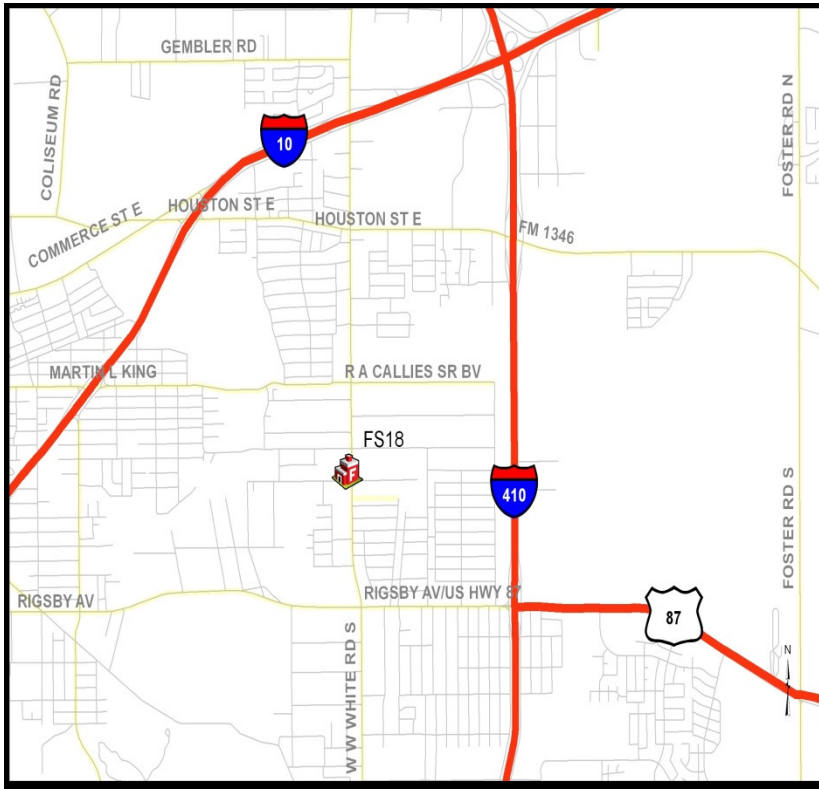 GEMBLER RD
COLISEUM RD
FOSTER RD N
10
HOUSTON ST E
COMMERCE ST E
HOUSTON ST E
FM 1346
MARTIN L KING
R A CALLIES SR BV
FS18
F
410
FOSTER RD S
RIGSBY AV
RIGSBY AV/US HWY 87
87
W W WHITE RD S
N